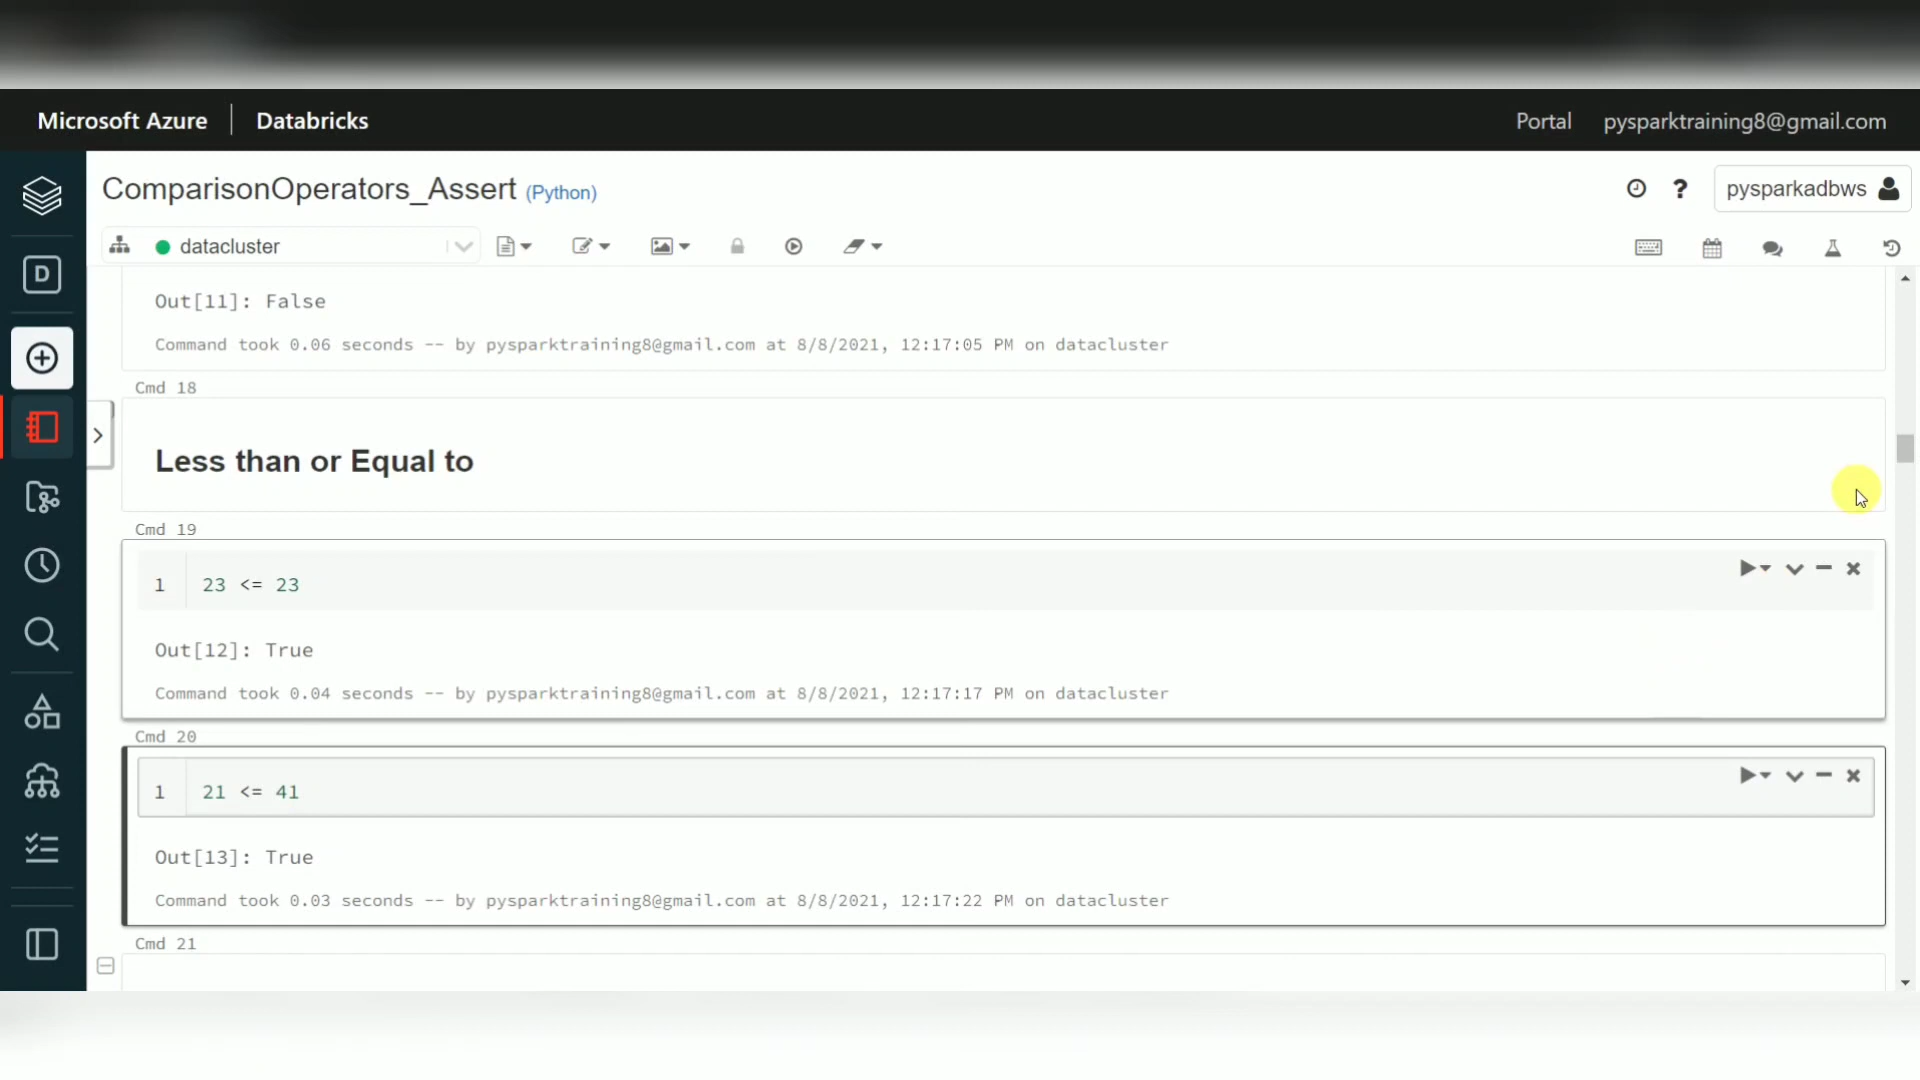 Microsoft Azure | Databricks
Portal pysparktraining8@gmail.com
ComparisonOperators_Assert (Python)
? pysparkadbws
datacluster
D
Out[11]: False
Command took 0.06 seconds -- by pysparktraining8@gmail.com at 8/8/2021, 12:17:05 PM on datacluster
Cmd 18
Less than or Equal to
Cmd 19
1 23 <= 23
Out[12]: True
Command took 0.04 seconds -- by pysparktraining8@gmail.com at 8/8/2021, 12:17:17 PM on datacluster
Cmd 20
1 21 <= 41
Out[13]: True
Command took 0.03 seconds -- by pysparktraining8@gmail.com at 8/8/2021, 12:17:22 PM on datacluster
Cmd 21